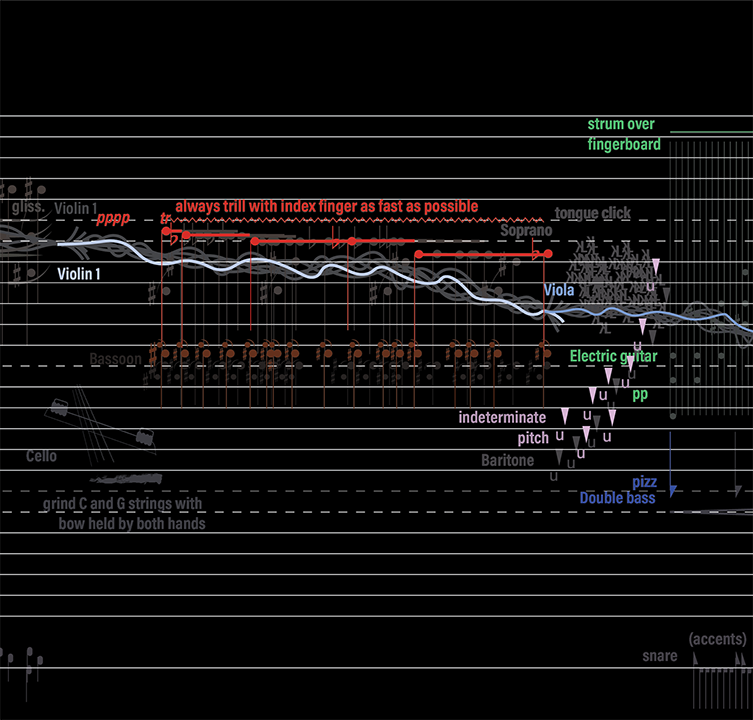 strum over
fingerboard
gliss.
Violin 1
pppp
tr
always trill with index finger as fast as possible
tongue click
Soprano
Violin 1
Viola
u
Bassoon
u
Electric guitar
u
u
pp
u
u
indeterminate
pitch
u
u
u
u
Cello
Baritone
u
u
pizz
Double bass
grind C and G strings with
bow held by both hands
(accents)
snare